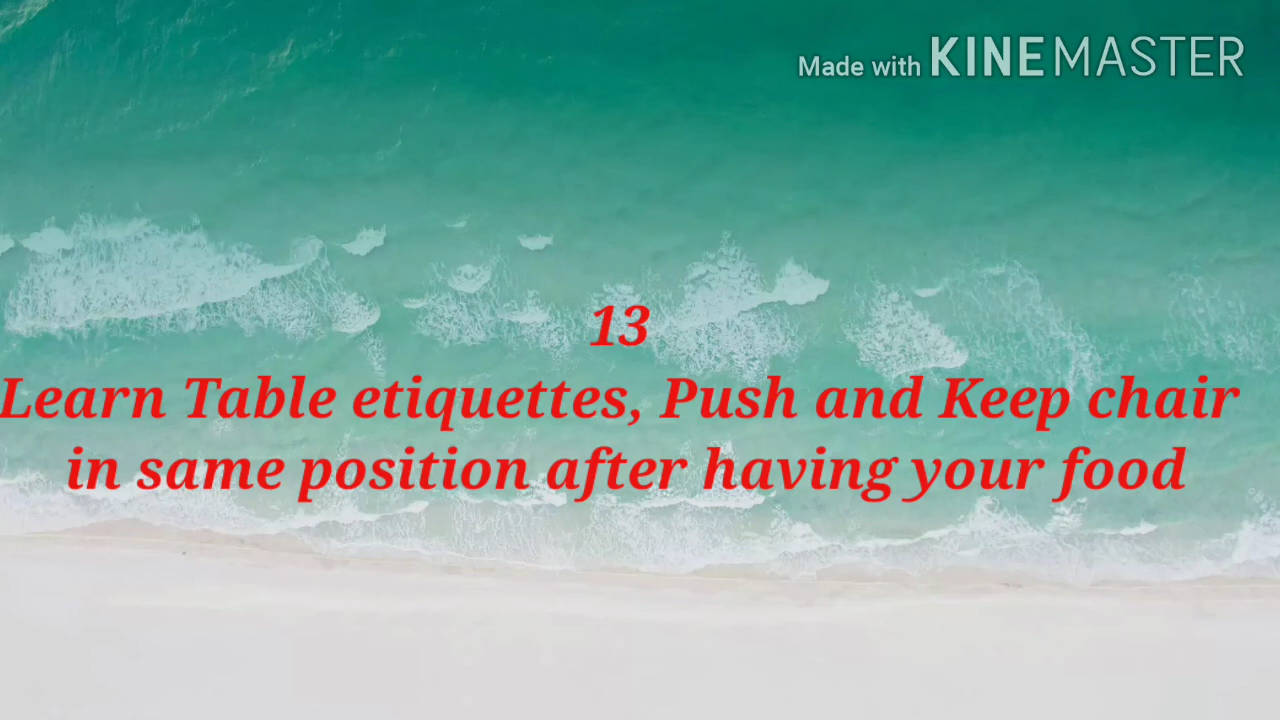 Made with KINEMASTER
13
Learn Table etiquettes, Push and Keep chair
in same position after having your food